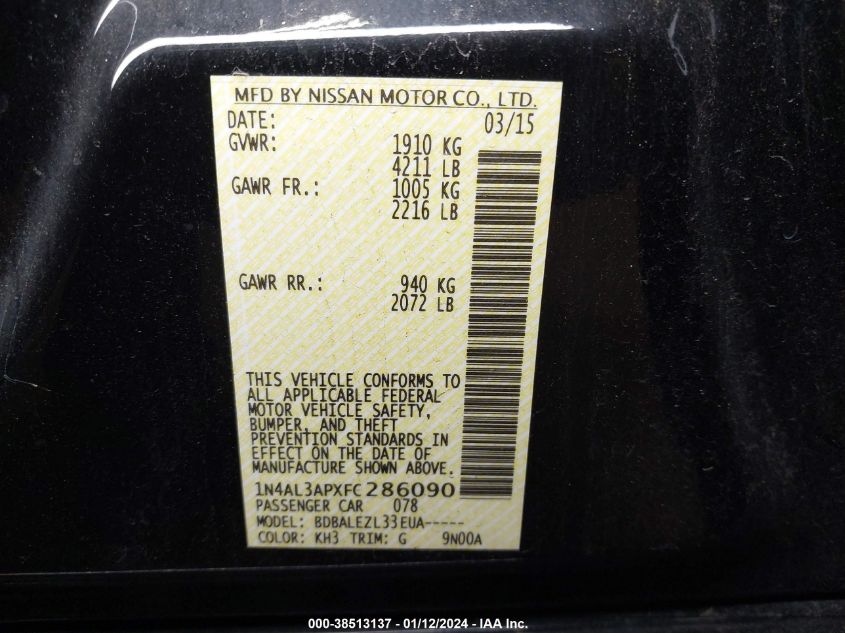 MFD BY NISSAN MOTOR CO., LTD.
DATE: 03/15
GVWR: 1910 KG
4211 LB
GAWR FR.: 1005 KG
2216 LB
GAWR RR.: 940 KG
2072 LB
THIS VEHICLE CONFORMS TO
ALL APPLICABLE FEDERAL
MOTOR VEHICLE SAFETY,
BUMPER, AND THEFT
PREVENTION STANDARDS IN
EFFECT ON THE DATE OF
MANUFACTURE SHOWN ABOVE.
1N4AL3APXFC286090
PASSENGER CAR 078
MODEL: BDBALEZL33EUA-----
COLOR: KH3 TRIM: G 9N00A
000-38513137 - 01/12/2024 - IAA Inc.